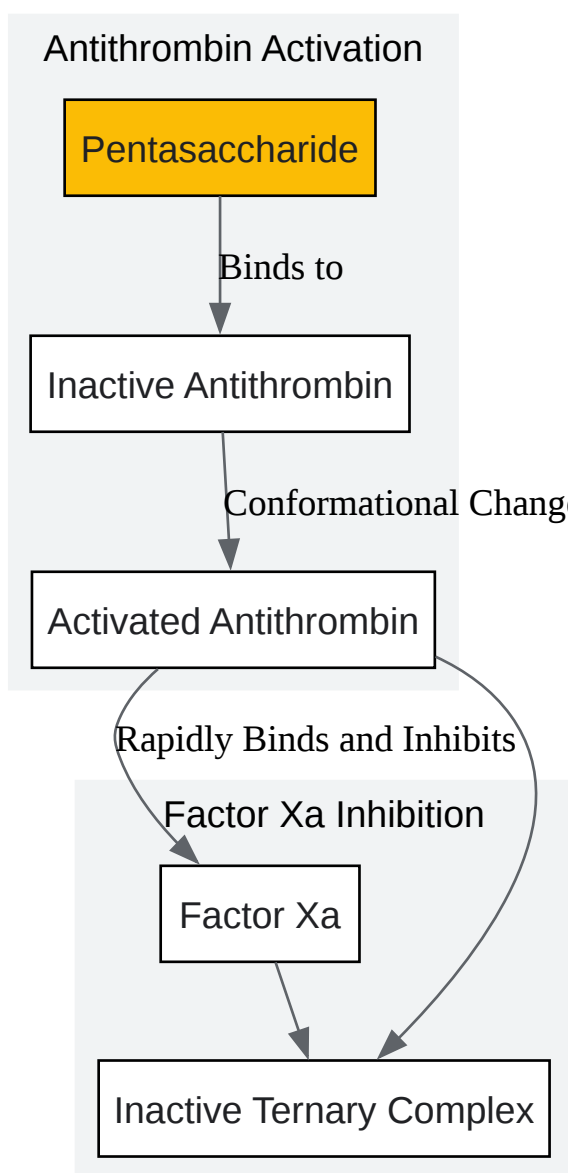 Antithrombin Activation
Pentasaccharide
Binds to
Inactive Antithrombin
Conformational Change
Activated Antithrombin
Rapidly Binds and Inhibits
Factor Xa Inhibition
Factor Xa
Inactive Ternary Complex